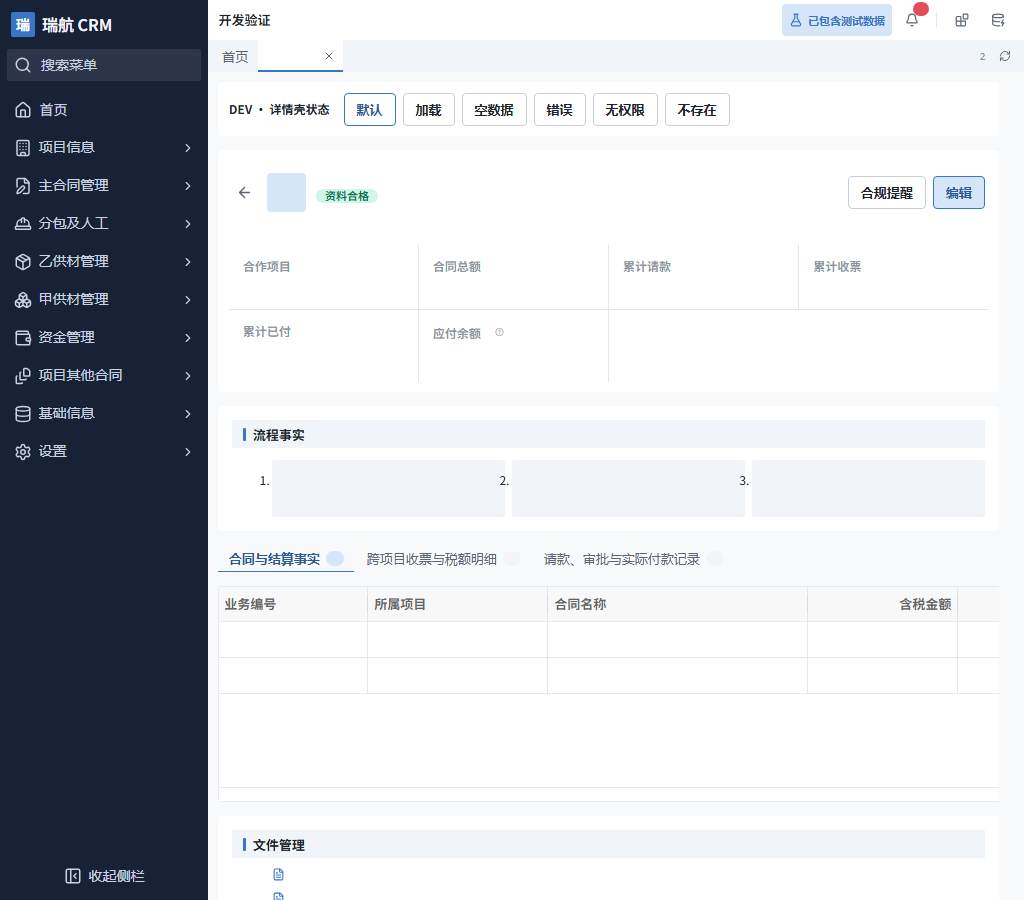 瑞 瑞航 CRM
搜索菜单
首页
项目信息
主合同管理
分包及人工
乙供材管理
甲供材管理
资金管理
项目其他合同
基础信息
设置
收起侧栏
开发验证
已包含测试数据
首页
2
DEV · 详情壳状态 默认 加载 空数据 错误 无权限 不存在
资料合格
合规提醒 编辑
合作项目 合同总额 累计请款 累计收票
累计已付 应付余额
流程事实
1. 2. 3.
合同与结算事实 跨项目收票与税额明细 请款、审批与实际付款记录
业务编号 所属项目 合同名称 含税金额
文件管理